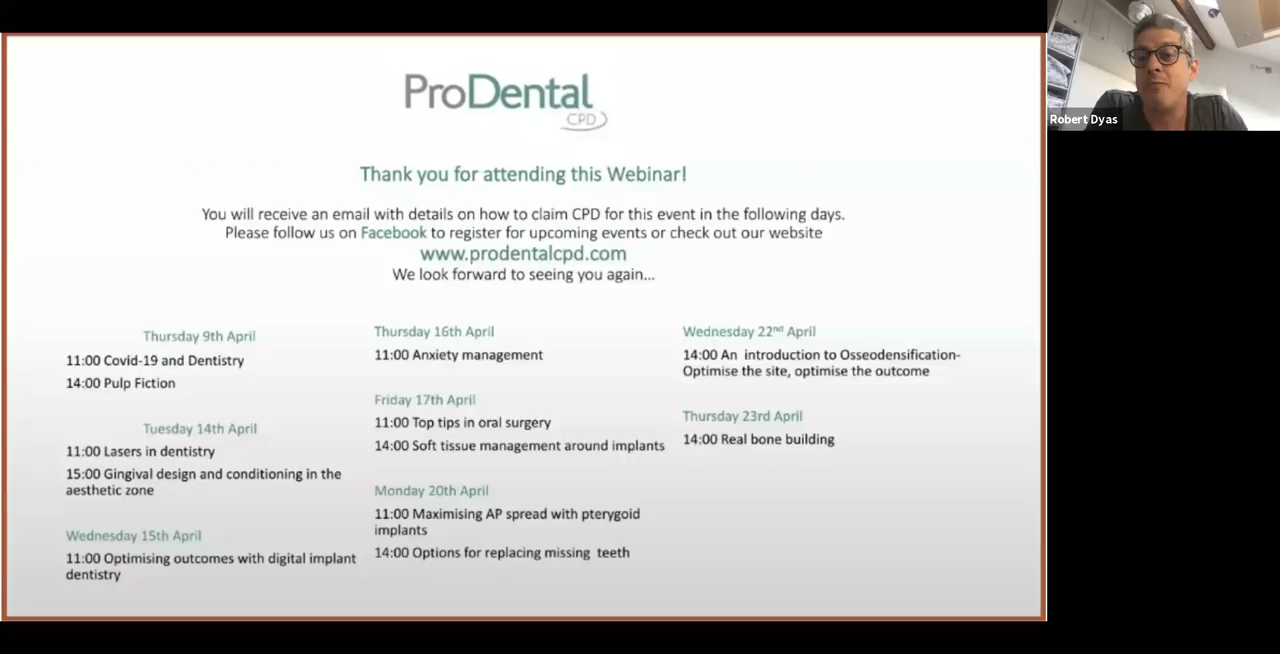 ProDental
CPD
Robert Dyas
Thank you for attending this Webinar!
You will receive an email with details on how to claim CPD for this event in the following days.
Please follow us on Facebook to register for upcoming events or check out our website
www.prodentalcpd.com
We look forward to seeing you again...
Thursday 9th April
11:00 Covid-19 and Dentistry
14:00 Pulp Fiction
Tuesday 14th April
11:00 Lasers in dentistry
15:00 Gingival design and conditioning in the
aesthetic zone
Wednesday 15th April
11:00 Optimising outcomes with digital implant
dentistry
Thursday 16th April
11:00 Anxiety management
Friday 17th April
11:00 Top tips in oral surgery
14:00 Soft tissue management around implants
Monday 20th April
11:00 Maximising AP spread with pterygoid
implants
14:00 Options for replacing missing teeth
Wednesday 22nd April
14:00 An introduction to Osseodensification-
Optimise the site, optimise the outcome
Thursday 23rd April
14:00 Real bone building